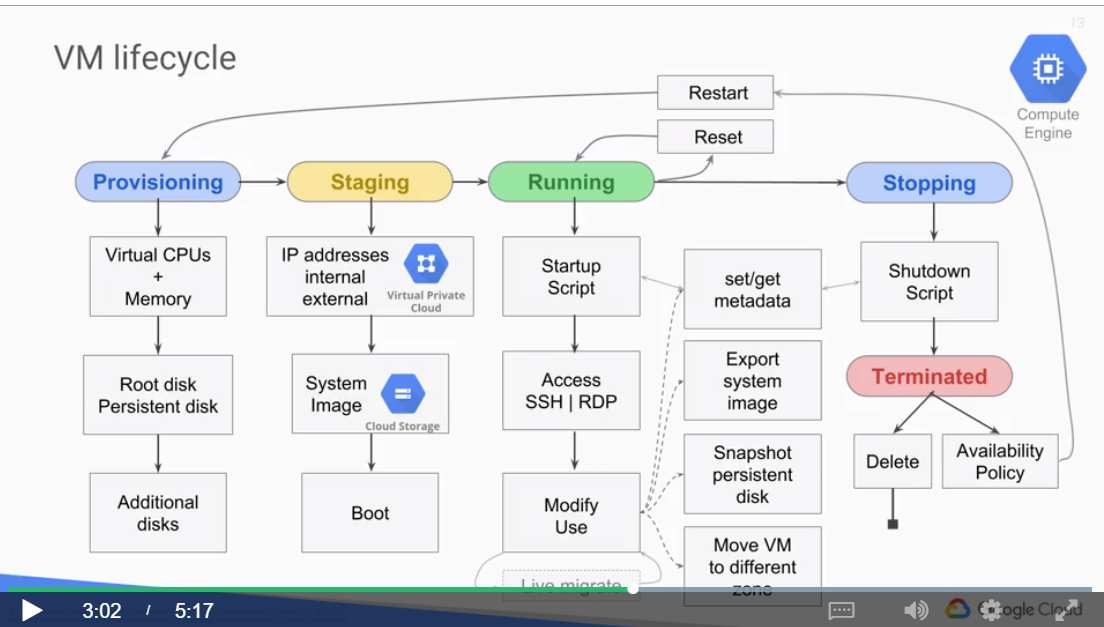 13
VM lifecycle
Compute
Engine
Restart
Reset
Provisioning
Staging
Running
Stopping
Virtual CPUs
+
Memory
IP addresses
internal
external
Virtual Private
Cloud
Startup
Script
set/get
metadata
Shutdown
Script
Root disk
Persistent disk
System
Image
Cloud Storage
Access
SSH | RDP
Export
system
image
Terminated
Delete
Availability
Policy
Additional
disks
Boot
Modify
Use
Snapshot
persistent
disk
Live migrate
Move VM
to different
zone
3:02 / 5:17
Google Cloud